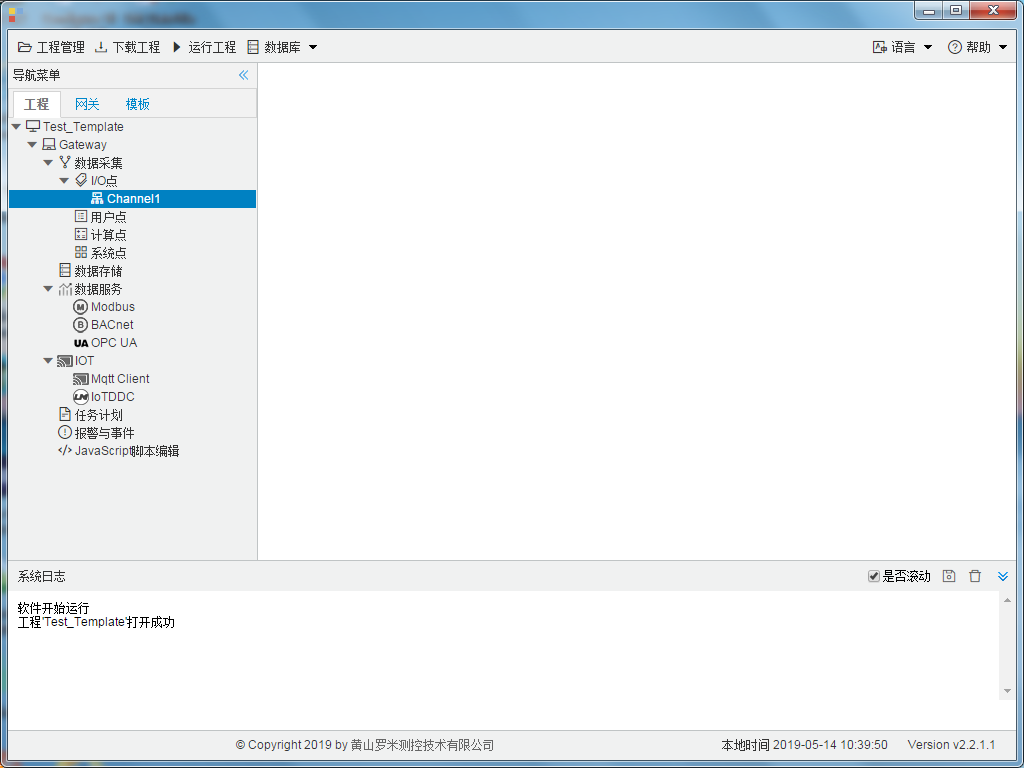 工程管理 下载工程 运行工程 数据库 语言 帮助
导航菜单
工程 网关 模板
Test_Template
Gateway
数据采集
I/O点
Channel1
用户点
计算点
系统点
数据存储
数据服务
Modbus
BACnet
UA OPC UA
IOT
Mqtt Client
IoTDDC
任务计划
报警与事件
JavaScript脚本编辑
系统日志 是否滚动
软件开始运行
工程'Test_Template'打开成功
© Copyright 2019 by 黄山罗米测控技术有限公司 本地时间 2019-05-14 10:39:50 Version v2.2.1.1